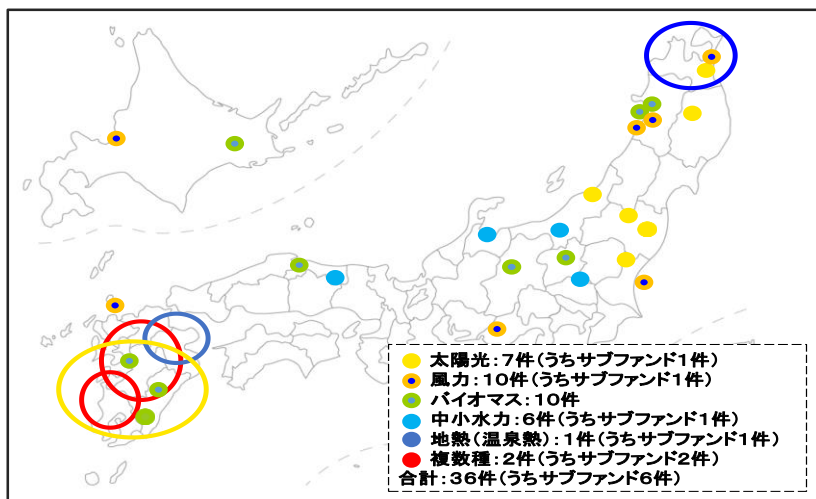 太陽光：7件（うちサブファンド1件）
風力：10件（うちサブファンド1件）
バイオマス：10件
中小水力：6件（うちサブファンド1件）
地熱（温泉熱）：1件（うちサブファンド1件）
複数種：2件（うちサブファンド2件）
合計：36件（うちサブファンド6件）